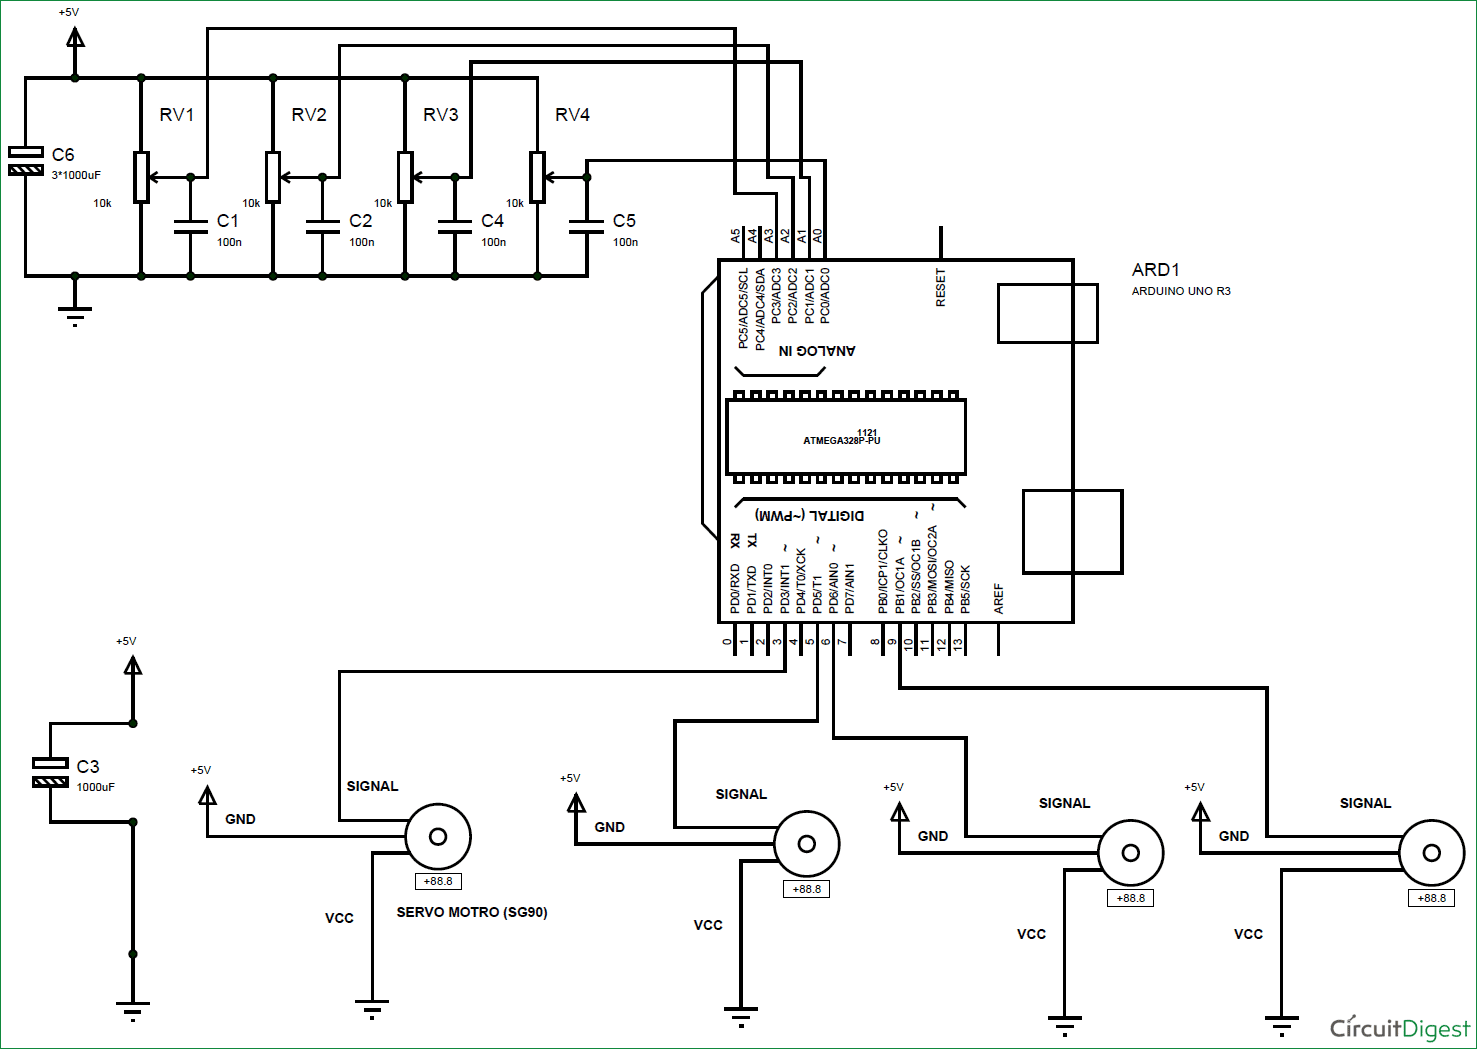 +5V
RV1
RV2
RV3
RV4
C6
3*1000uF
10k
10k
10k
10k
C1
100n
C2
100n
C4
100n
C5
100n
A5
A4
A3
A2
A1
A0
PC5/ADC5/SCL
PC4/ADC4/SDA
PC3/ADC3
PC2/ADC2
PC1/ADC1
PC0/ADC0
RESET
ARD1
ARDUINO UNO R3
ANALOG IN
1121
ATMEGA328P-PU
DIGITAL (~PWM)
RX
TX
~
~
~
~
~
~
PD0/RXD
PD1/TXD
PD2/INT0
PD3/INT1
PD4/T0/XCK
PD5/T1
PD6/AIN0
PD7/AIN1
PB0/ICP1/CLKO
PB1/OC1A
PB2/SS/OC1B
PB3/MOSI/OC2A
PB4/MISO
PB5/SCK
AREF
0
1
2
3
4
5
6
7
8
9
10
11
12
13
+5V
C3
1000uF
+5V
SIGNAL
GND
+88.8
VCC
SERVO MOTRO (SG90)
+5V
SIGNAL
GND
+88.8
VCC
+5V
SIGNAL
GND
+88.8
VCC
+5V
SIGNAL
GND
+88.8
VCC
CircuitDigest